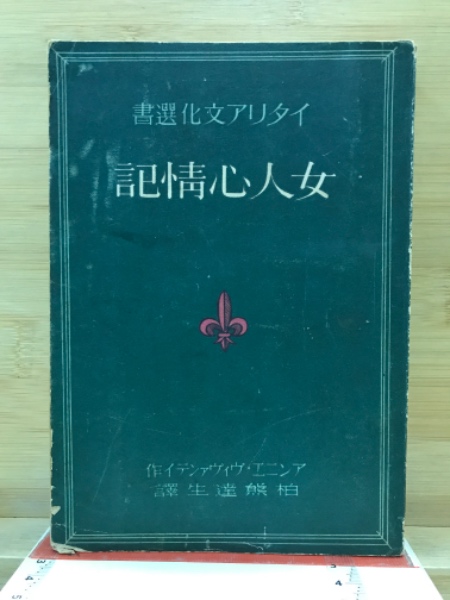 イタリア文化選書
女人心情記
アンニエ・ヴィヴァンテイ作
柏熊達生譯